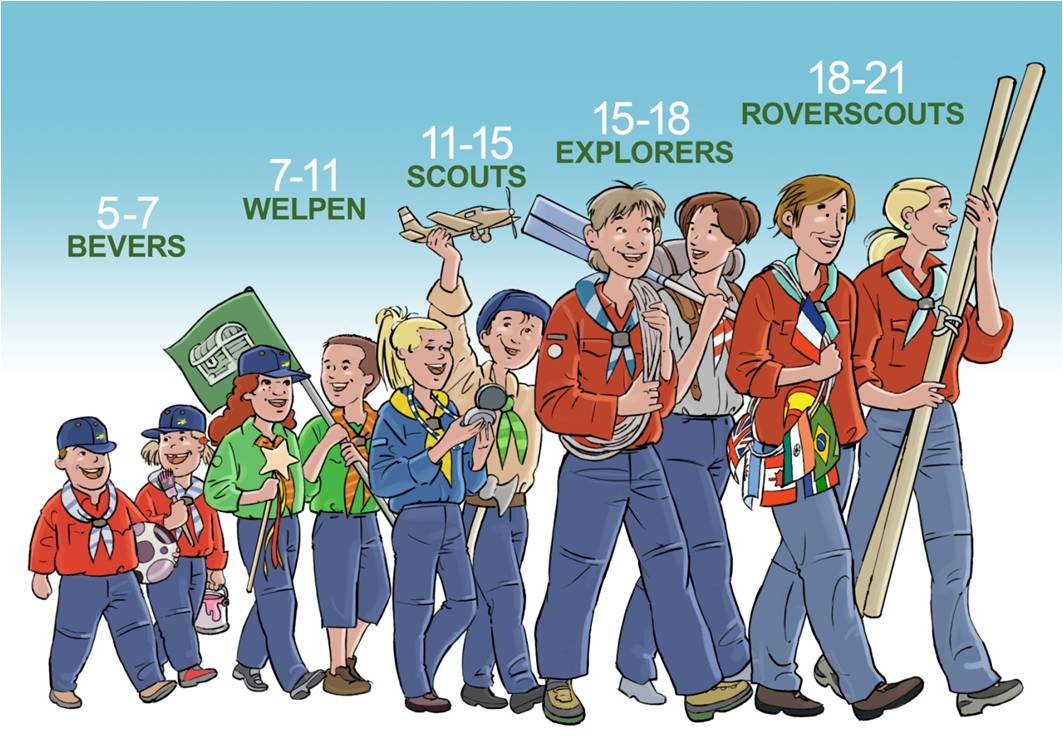 5-7
BEVERS
7-11
WELPEN
11-15
SCOUTS
15-18
EXPLORERS
18-21
ROVERSCOUTS